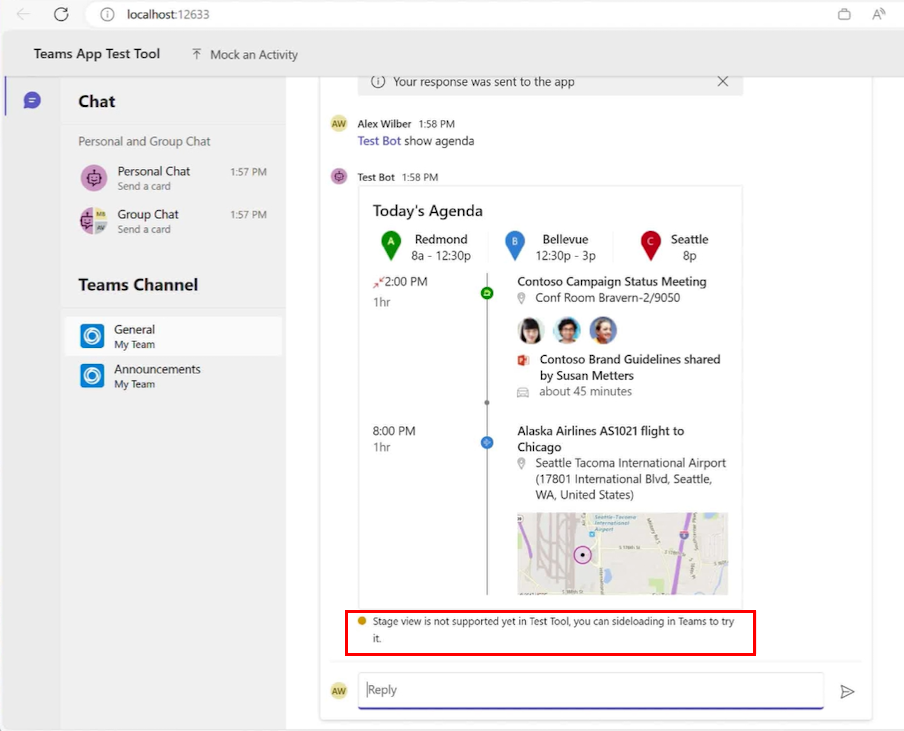 localhost:12633
Teams App Test Tool
Mock an Activity
Chat
Personal and Group Chat
Personal Chat 1:57 PM
Send a card
Group Chat 1:57 PM
Send a card
Teams Channel
General
My Team
Announcements
My Team
Your response was sent to the app
AW Alex Wilber 1:58 PM
Test Bot show agenda
Test Bot 1:58 PM
Today's Agenda
A Redmond
8a - 12:30p
B Bellevue
12:30p - 3p
C Seattle
8p
2:00 PM
1hr
Contoso Campaign Status Meeting
Conf Room Bravern-2/9050
Contoso Brand Guidelines shared
by Susan Metters
about 45 minutes
8:00 PM
1hr
Alaska Airlines AS1021 flight to
Chicago
Seattle Tacoma International Airport
(17801 International Blvd, Seattle,
WA, United States)
Seattle-Tacoma
International
Airport
Stage view is not supported yet in Test Tool, you can sideloading in Teams to try
it.
AW Reply